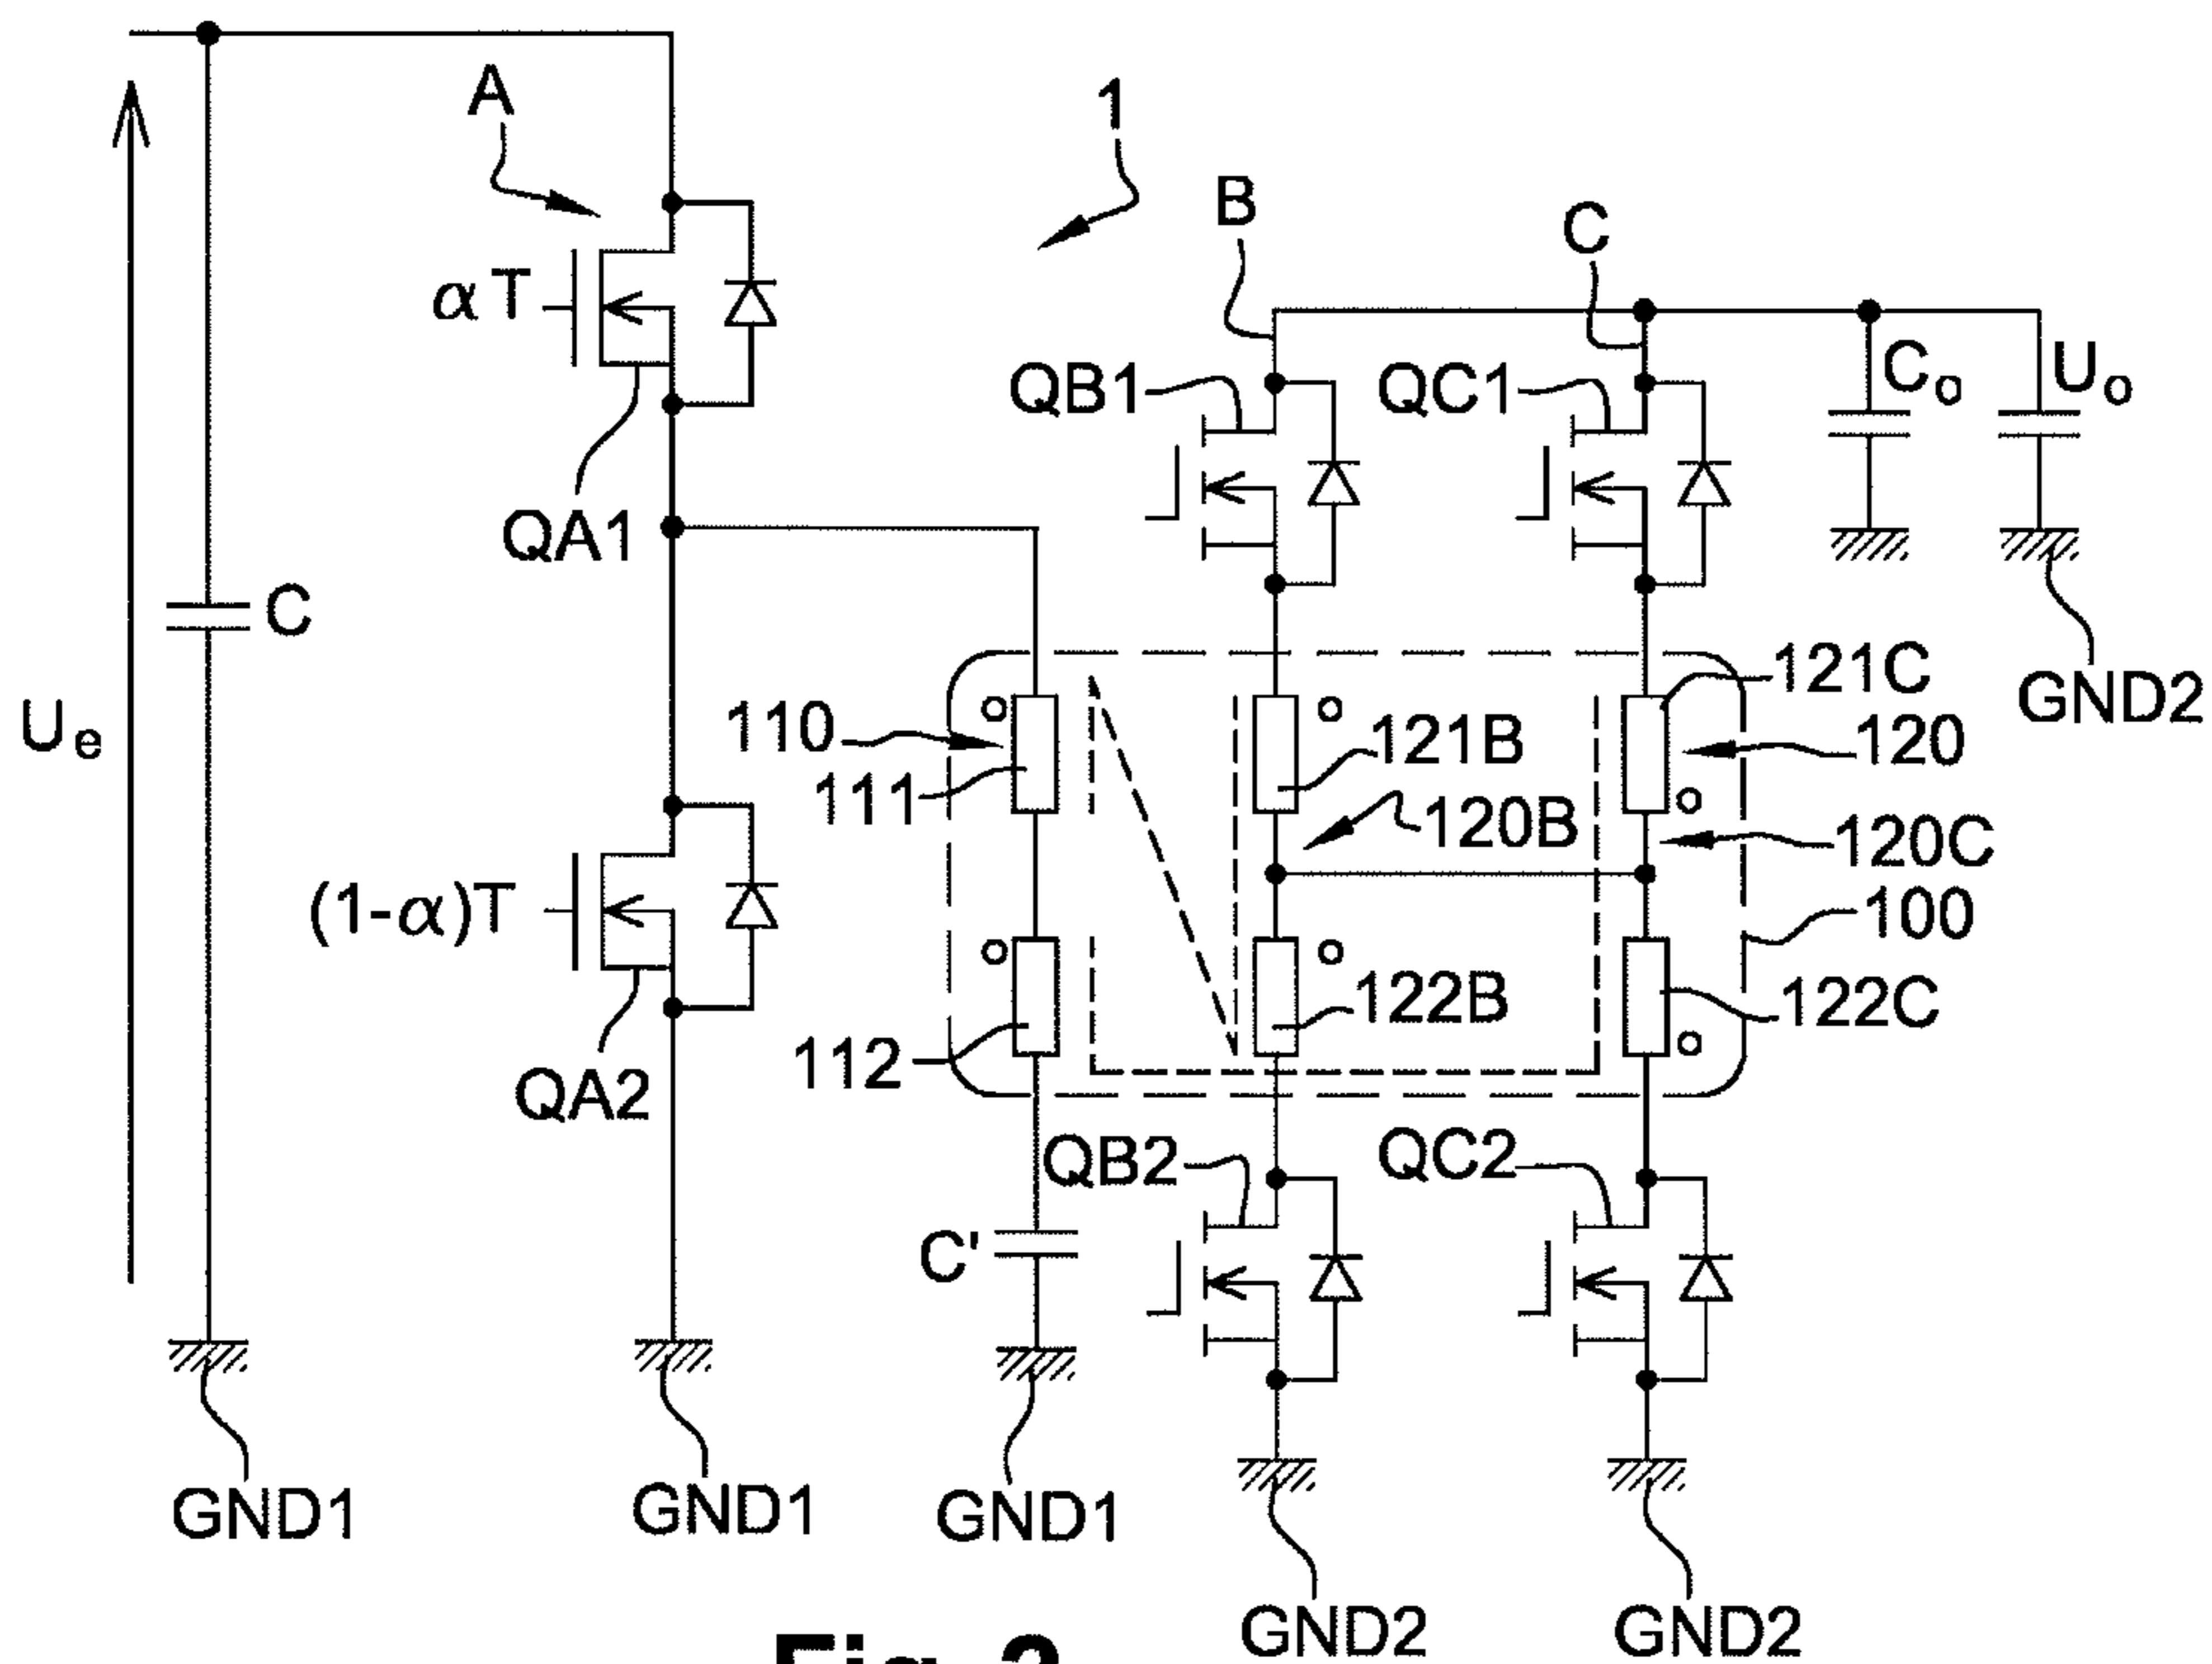 A
1
B
C
αT
QB1
QC1
Co
Uo
QA1
C
121C
GND2
Ue
110
121B
120
111
120B
120C
(1-α)T
100
122B
122C
112
QA2
QB2
QC2
C'
GND1
GND1
GND1
GND2
GND2